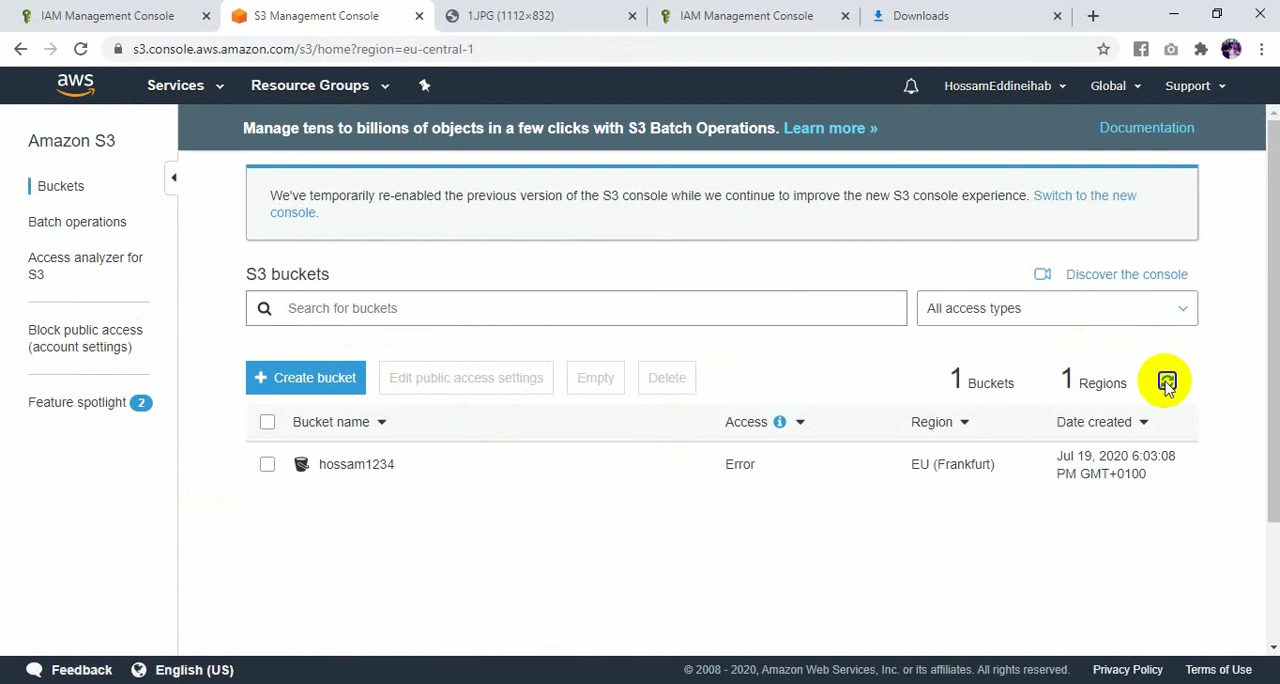 IAM Management Console
S3 Management Console
1.JPG (1112×832)
IAM Management Console
Downloads
s3.console.aws.amazon.com/s3/home?region=eu-central-1
aws
Services
Resource Groups
HossamEddineihab
Global
Support
Manage tens to billions of objects in a few clicks with S3 Batch Operations. Learn more »
Documentation
Amazon S3
Buckets
Batch operations
Access analyzer for
S3
Block public access
(account settings)
Feature spotlight 2
We've temporarily re-enabled the previous version of the S3 console while we continue to improve the new S3 console experience. Switch to the new
console.
S3 buckets
Discover the console
Search for buckets
All access types
+ Create bucket
Edit public access settings
Empty
Delete
1 Buckets
1 Regions
Bucket name
Access
Region
Date created
hossam1234
Error
EU (Frankfurt)
Jul 19, 2020 6:03:08
PM GMT+0100
Feedback
English (US)
© 2008 - 2020, Amazon Web Services, Inc. or its affiliates. All rights reserved.
Privacy Policy
Terms of Use